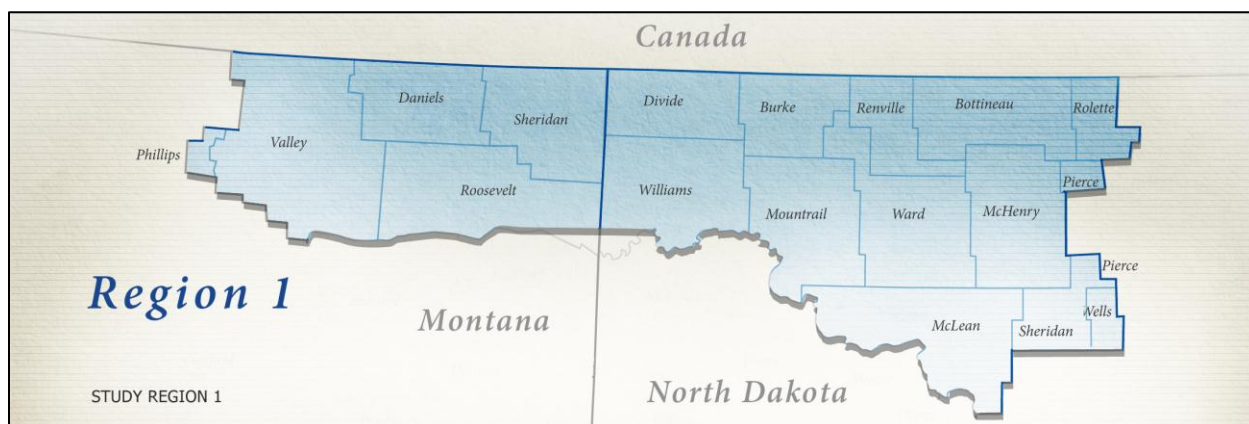 Canada
Phillips
Valley
Daniels
Sheridan
Roosevelt
Divide
Burke
Renville
Bottineau
Rolette
Williams
Mountrail
Ward
McHenry
Pierce
Pierce
McLean
Sheridan
Wells
Region 1
Montana
North Dakota
STUDY REGION 1